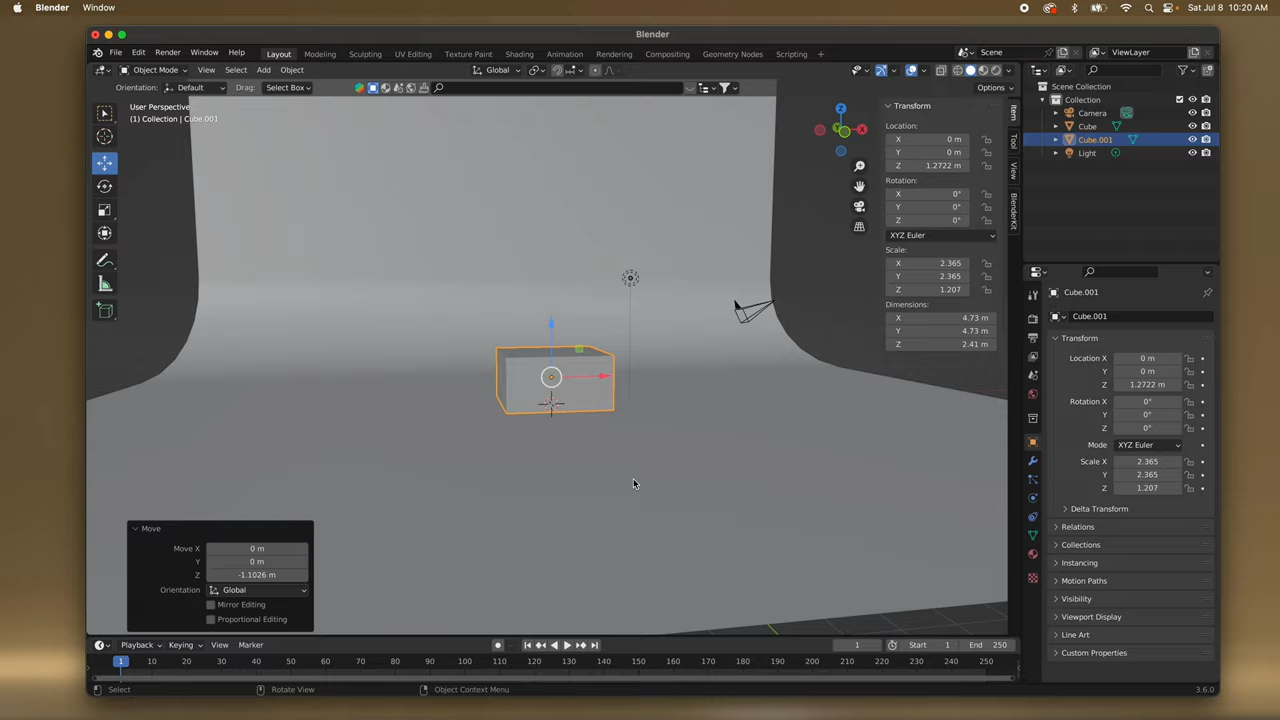 Blender Window Sat Jul 8 10:20 AM
Blender
File Edit Render Window Help Layout Modeling Sculpting UV Editing Texture Paint Shading Animation Rendering Compositing Geometry Nodes Scripting + Scene ViewLayer
Object Mode View Select Add Object Global
Orientation: Default Drag: Select Box Options
User Perspective
(1) Collection | Cube.001
Z
X
Y
Transform
Location:
X 0 m
Y 0 m
Z 1.2722 m
Rotation:
X 0°
Y 0°
Z 0°
XYZ Euler
Scale:
X 2.365
Y 2.365
Z 1.207
Dimensions:
X 4.73 m
Y 4.73 m
Z 2.41 m
Item
Tool
View
BlenderKit
Scene Collection
Collection
Camera
Cube
Cube.001
Light
Cube.001
Cube.001
Transform
Location X 0 m
Y 0 m
Z 1.2722 m
Rotation X 0°
Y 0°
Z 0°
Mode XYZ Euler
Scale X 2.365
Y 2.365
Z 1.207
Delta Transform
Relations
Collections
Instancing
Motion Paths
Visibility
Viewport Display
Line Art
Custom Properties
Move
Move X 0 m
Y 0 m
Z -1.1026 m
Orientation Global
Mirror Editing
Proportional Editing
Playback Keying View Marker 1 Start 1 End 250
1 10 20 30 40 50 60 70 80 90 100 110 120 130 140 150 160 170 180 190 200 210 220 230 240 250
Select Rotate View Object Context Menu 3.6.0